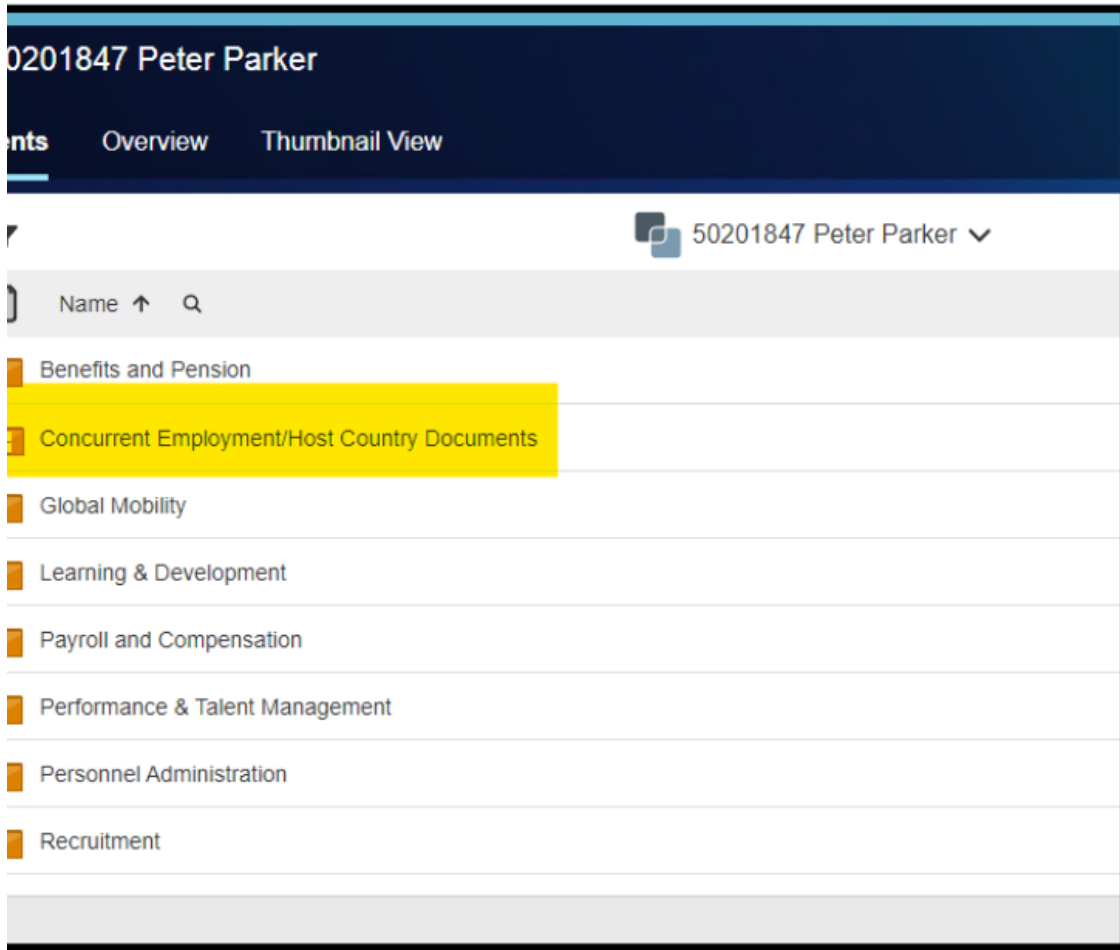 0201847 Peter Parker
ents Overview Thumbnail View
50201847 Peter Parker
Name
Benefits and Pension
Concurrent Employment/Host Country Documents
Global Mobility
Learning & Development
Payroll and Compensation
Performance & Talent Management
Personnel Administration
Recruitment